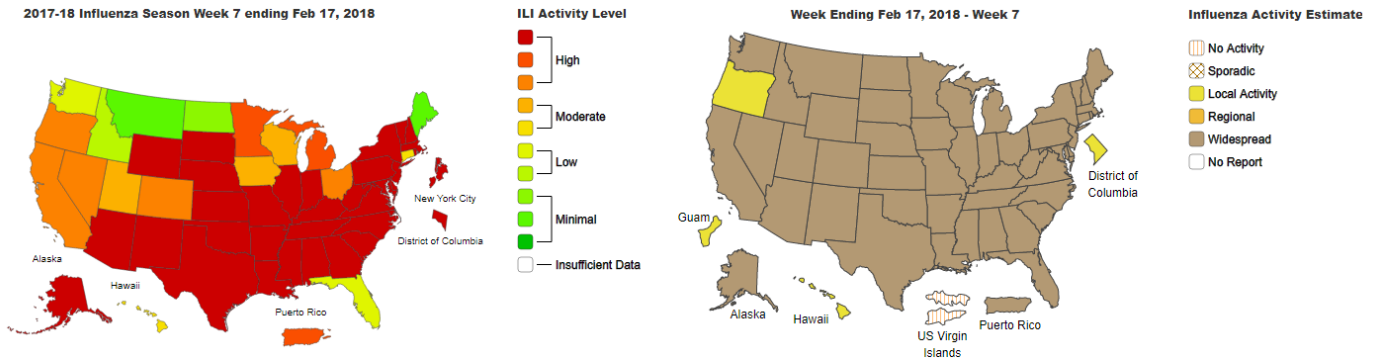 2017-18 Influenza Season Week 7 ending Feb 17, 2018
ILI Activity Level
High
Moderate
Low
Minimal
Insufficient Data
New York City
District of Columbia
Alaska
Hawaii
Puerto Rico
Week Ending Feb 17, 2018 - Week 7
Influenza Activity Estimate
No Activity
Sporadic
Local Activity
Regional
Widespread
No Report
District of
Columbia
Guam
Alaska
Hawaii
US Virgin
Islands
Puerto Rico